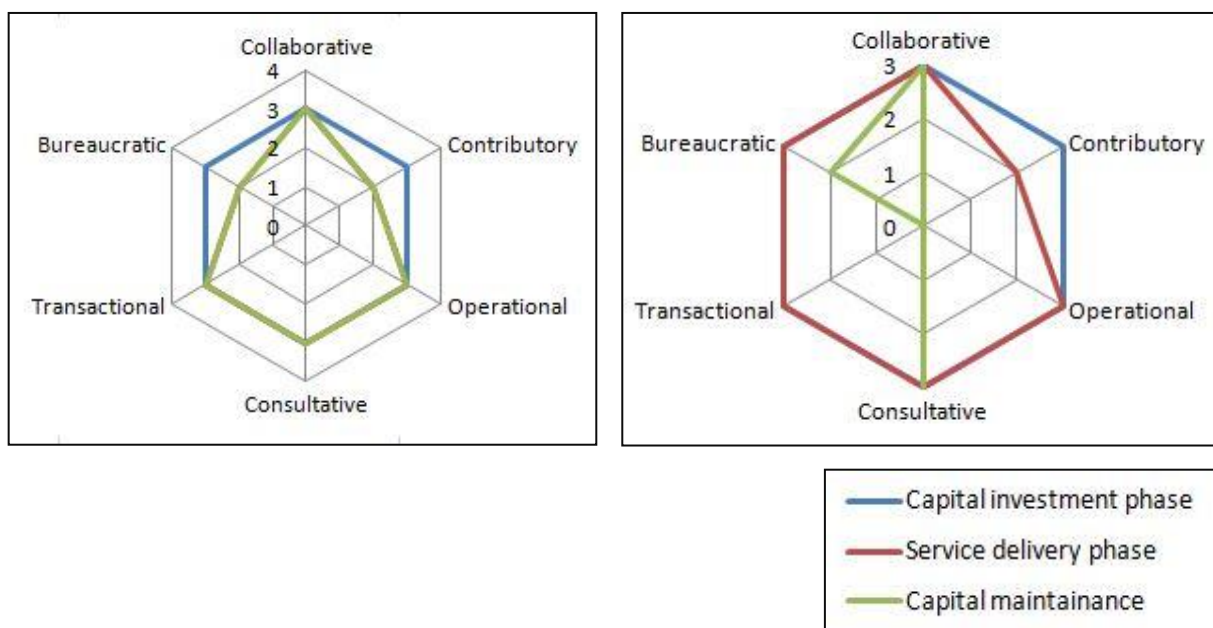 Collaborative
4
3
Bureaucratic
2
Contributory
1
0
Transactional
Operational
Consultative
Collaborative
3
Bureaucratic
2
Contributory
1
0
Transactional
Operational
Consultative
Capital investment phase
Service delivery phase
Capital maintainance